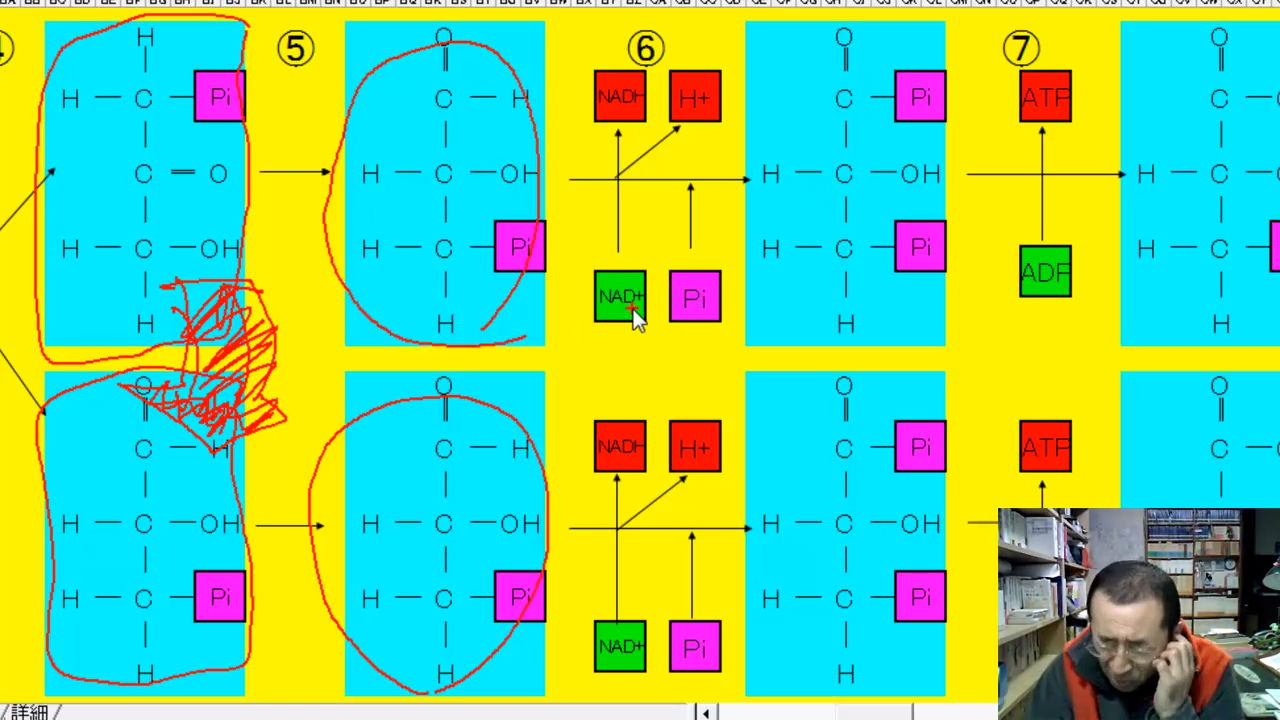 4 H ⑤ O ⑥ O ⑦ O
H C Pi C H NADH H+ C Pi ATP C
C O H C OH H C OH H C
H C OH H C Pi H C Pi ADP H C
NAD+ Pi
H H H H
O O O O
C H C H NADH H+ C Pi ATP C
H C OH H C OH H C OH
H C Pi H C Pi H C Pi
NAD+ Pi
H H H
詳細